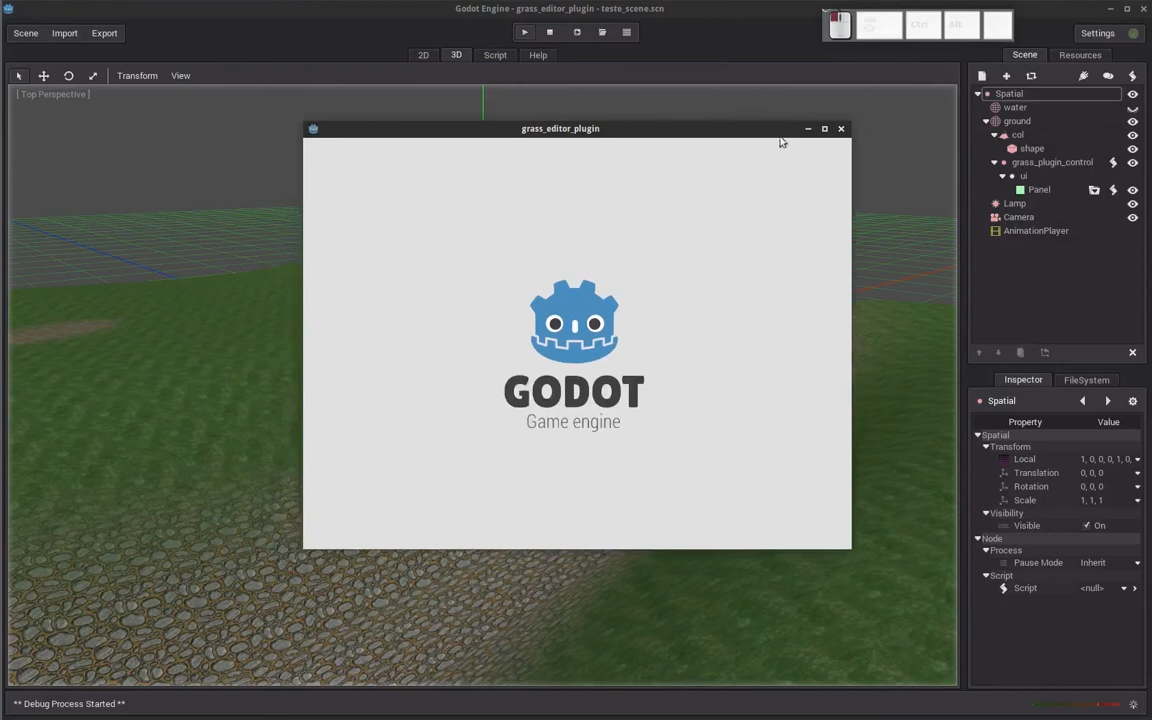 Godot Engine - grass_editor_plugin - teste_scene.scn
Scene Import Export
Settings
Ctrl Alt
2D 3D Script Help
Scene Resources
Transform View
[ Top Perspective ]
grass_editor_plugin
GODOT
Game engine
Spatial
water
ground
col
shape
grass_plugin_control
ui
Panel
Lamp
Camera
AnimationPlayer
Inspector FileSystem
Spatial
Property Value
Spatial
Transform
Local 1, 0, 0, 0, 1, 0,
Translation 0, 0, 0
Rotation 0, 0, 0
Scale 1, 1, 1
Visibility
Visible On
Node
Process
Pause Mode Inherit
Script
Script <null>
** Debug Process Started **